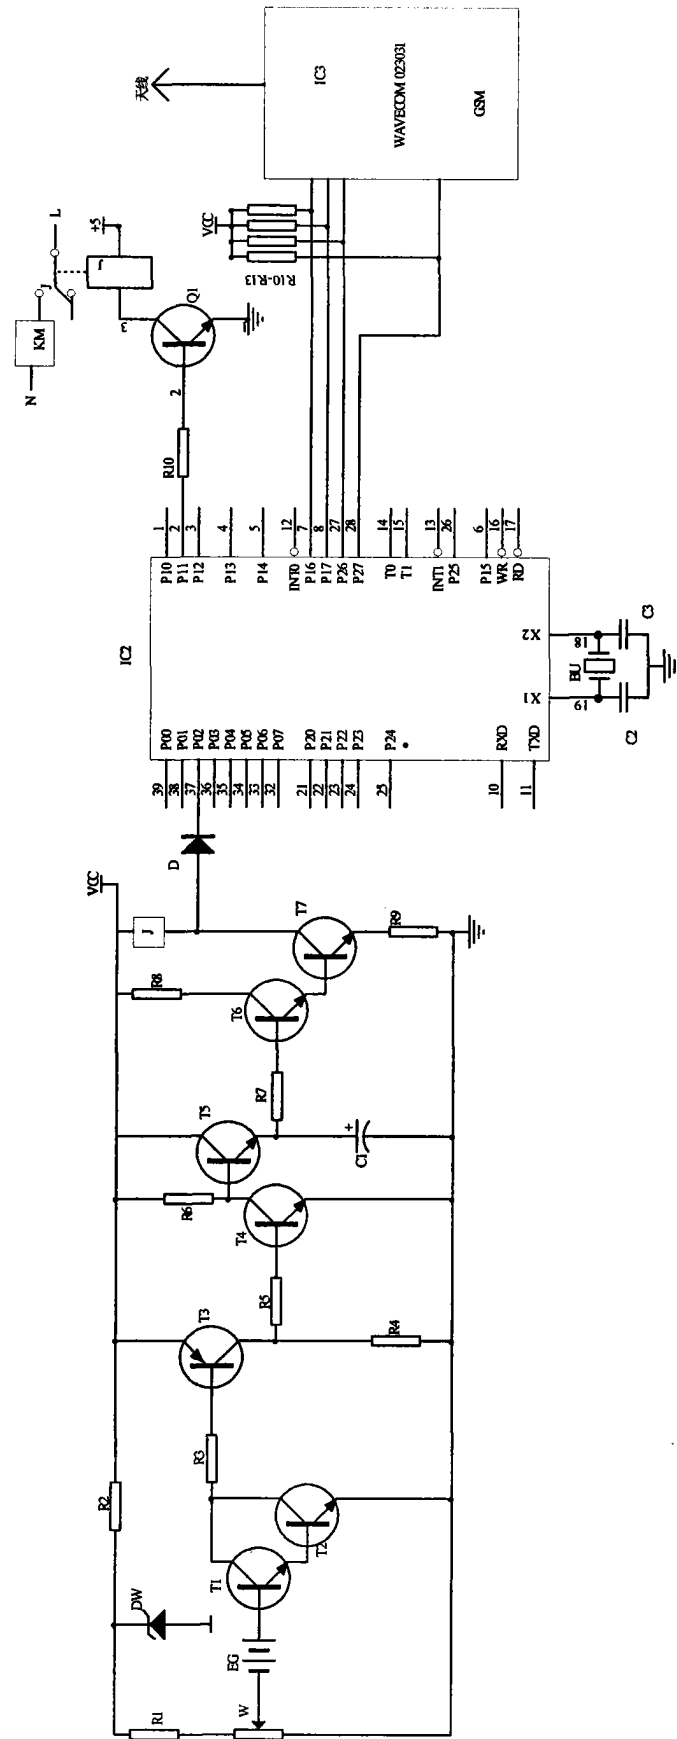 天线
IC3
WAVECOM 023031
GSM
L
+5
J
J
KM
N
3
Q1
2
R10
VCC
R10-R13
IC2
P10 1
P11 2
P12 3
P13 4
P14 5
INT0 12
P16 7
P17 8
P26 27
P27 28
T0 14
T1 15
INT1 13
P25 26
P15 6
WR 16
RD 17
39 P00
38 P01
37 P02
36 P03
35 P04
34 P05
33 P06
32 P07
21 P20
22 P21
23 P22
24 P23
25 P24
10 RXD
11 TXD
X2
X1
18
19
BU
C3
C2
D
VCC
J
T7
R9
R8
T6
R7
T5
C1
+
R6
T4
R5
T3
R4
R3
R2
T2
T1
DW
EG
W
R1